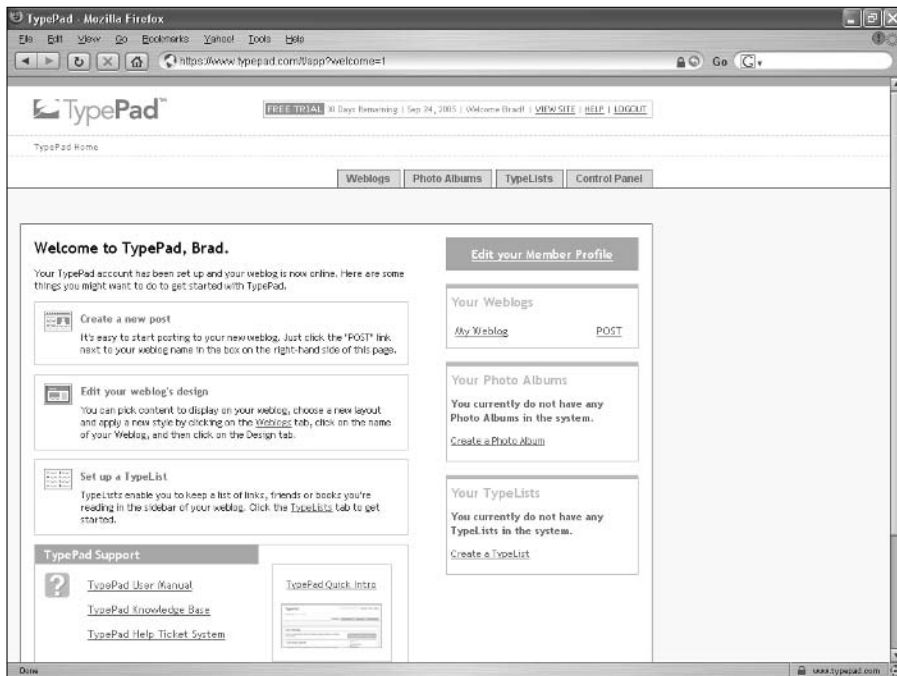 TypePad - Mozilla Firefox
File Edit View Go Bookmarks Yahoo! Tools Help
https://www.typepad.com/t/app?welcome=1
Go
G
TypePad™
FREE TRIAL 30 Days Remaining | Sep 24, 2005 | Welcome Brad! | VIEW SITE | HELP | LOGOUT
TypePad Home
Weblogs Photo Albums TypeLists Control Panel
Welcome to TypePad, Brad.
Your TypePad account has been set up and your weblog is now online. Here are some
things you might want to do to get started with TypePad.
Create a new post
It's easy to start posting to your new weblog. Just click the "POST" link
next to your weblog name in the box on the right-hand side of this page.
Edit your weblog's design
You can pick content to display on your weblog, choose a new layout
and apply a new style by clicking on the Weblogs tab, click on the name
of your Weblog, and then click on the Design tab.
Set up a TypeList
TypeLists enable you to keep a list of links, friends or books you're
reading in the sidebar of your weblog. Click the TypeLists tab to get
started.
TypePad Support
TypePad User Manual
TypePad Knowledge Base
TypePad Help Ticket System
TypePad Quick Intro
Edit your Member Profile
Your Weblogs
My Weblog POST
Your Photo Albums
You currently do not have any
Photo Albums in the system.
Create a Photo Album
Your TypeLists
You currently do not have any
TypeLists in the system.
Create a TypeList
Done
www.typepad.com